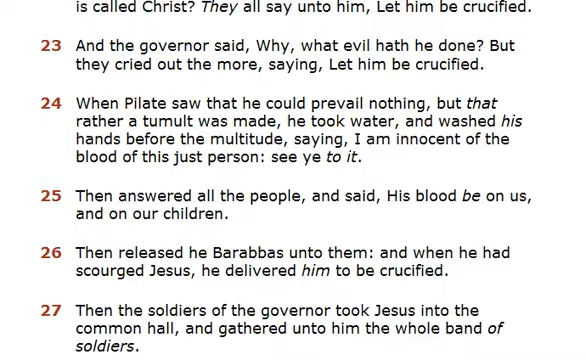 is called Christ? They all say unto him, Let him be crucified.
23 And the governor said, Why, what evil hath he done? But
they cried out the more, saying, Let him be crucified.
24 When Pilate saw that he could prevail nothing, but that
rather a tumult was made, he took water, and washed his
hands before the multitude, saying, I am innocent of the
blood of this just person: see ye to it.
25 Then answered all the people, and said, His blood be on us,
and on our children.
26 Then released he Barabbas unto them: and when he had
scourged Jesus, he delivered him to be crucified.
27 Then the soldiers of the governor took Jesus into the
common hall, and gathered unto him the whole band of
soldiers.